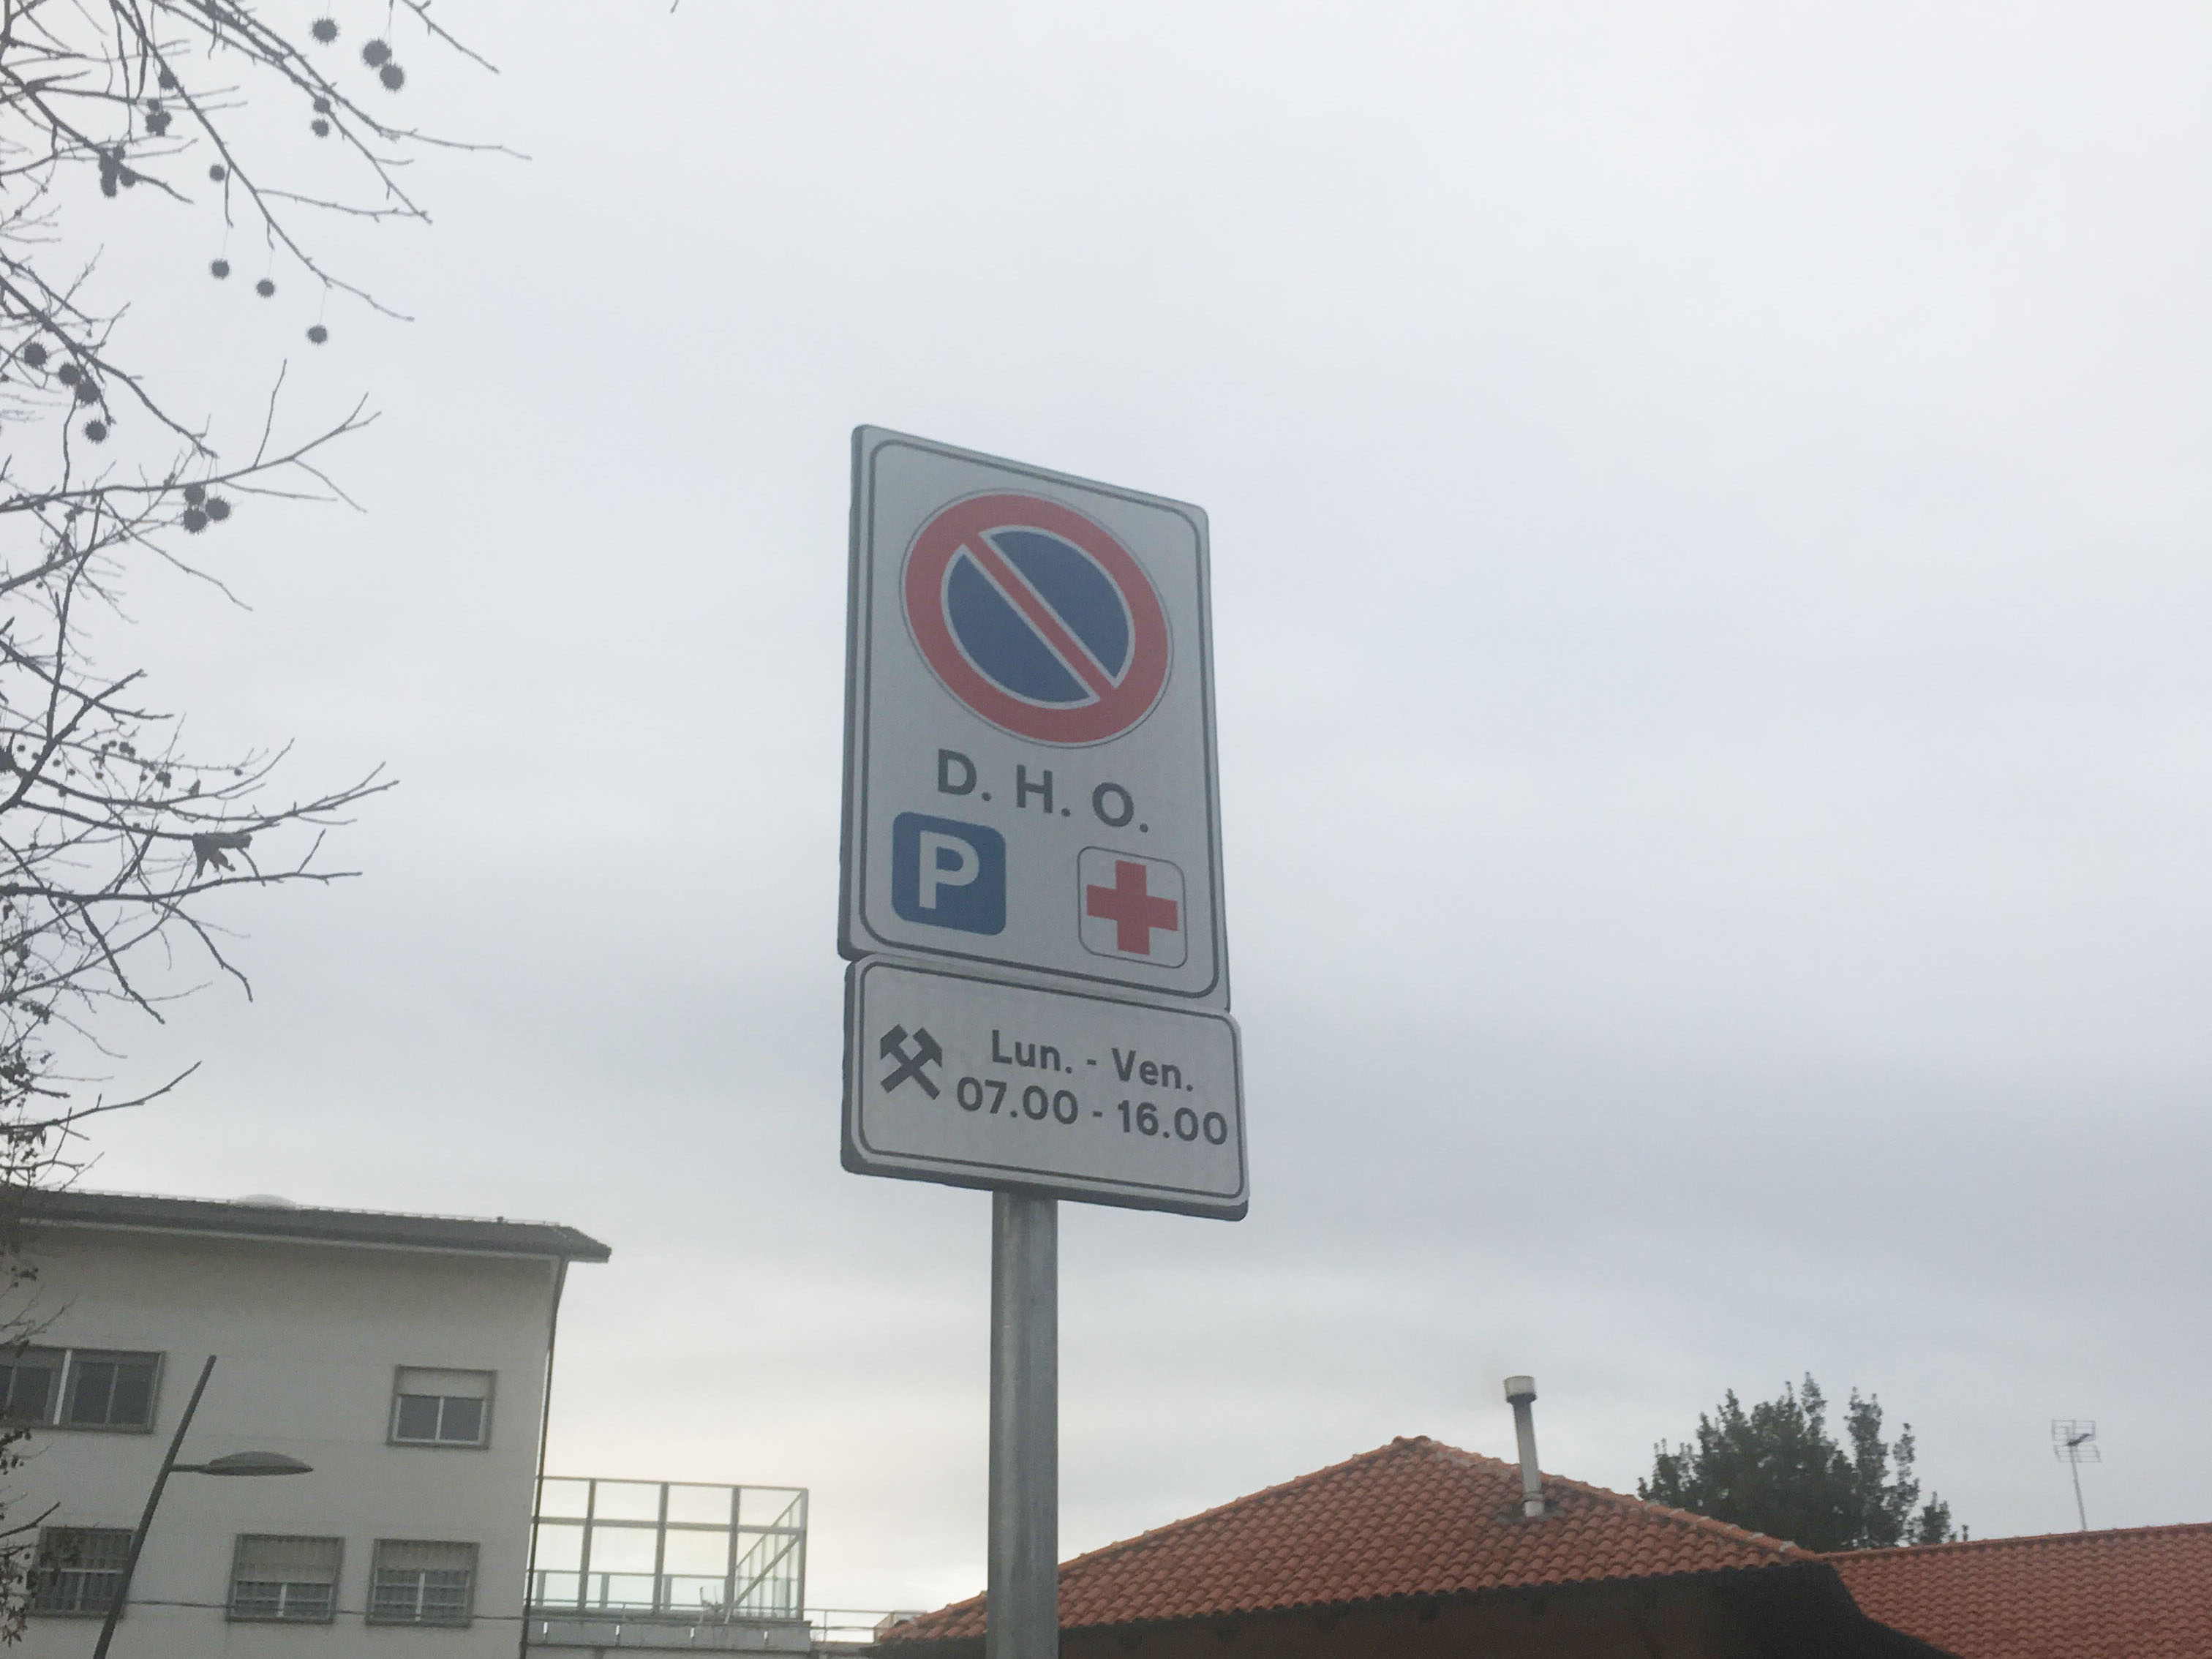 D. H. O.
P
Lun. - Ven.
07.00 - 16.00